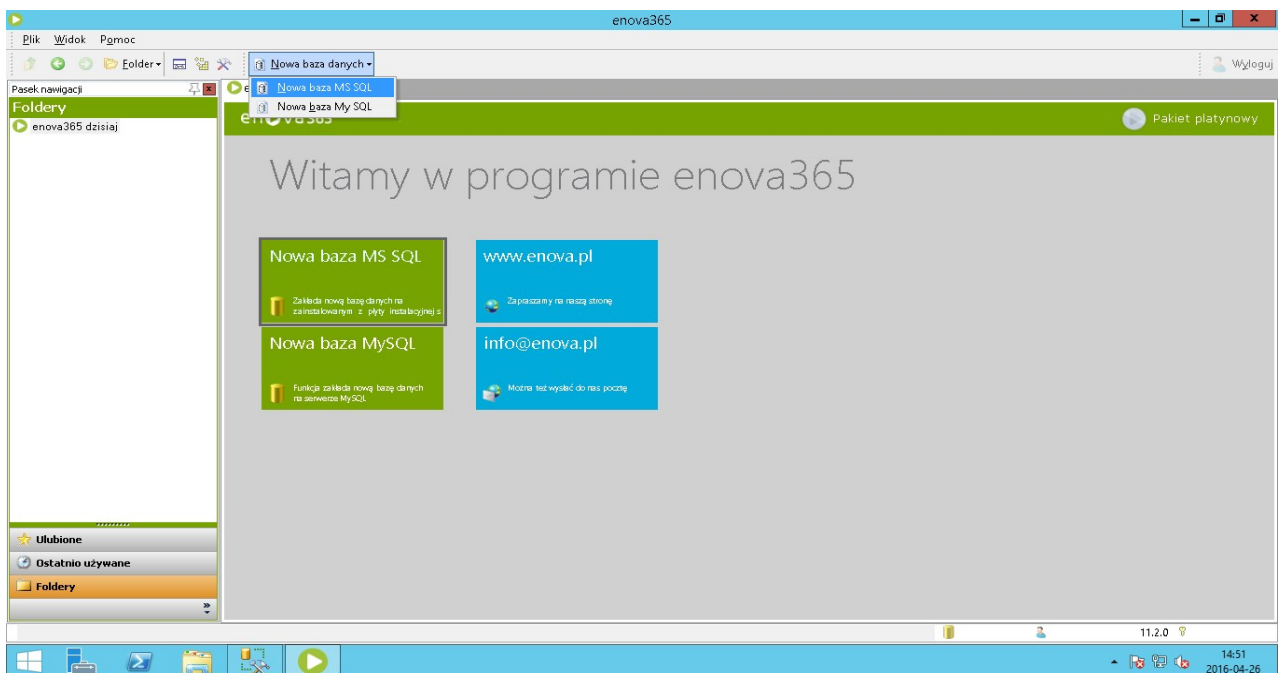 enova365
Plik Widok Pomoc
Folder Nowa baza danych Wyloguj
Pasek nawigacji
Nowa baza MS SQL
Nowa baza My SQL
Foldery
enova365 dzisiaj
enova365
Pakiet platynowy
Witamy w programie enova365
Nowa baza MS SQL
Zakłada nową bazę danych na
zainstalowanym z płyty instalacyjnej s
www.enova.pl
Zapraszamy na naszą stronę
Nowa baza MySQL
Funkcja zakłada nową bazę danych
na serwerze MySQL
info@enova.pl
Można też wysłać do nas pocztę
Ulubione
Ostatnio używane
Foldery
11.2.0
14:51
2016-04-26